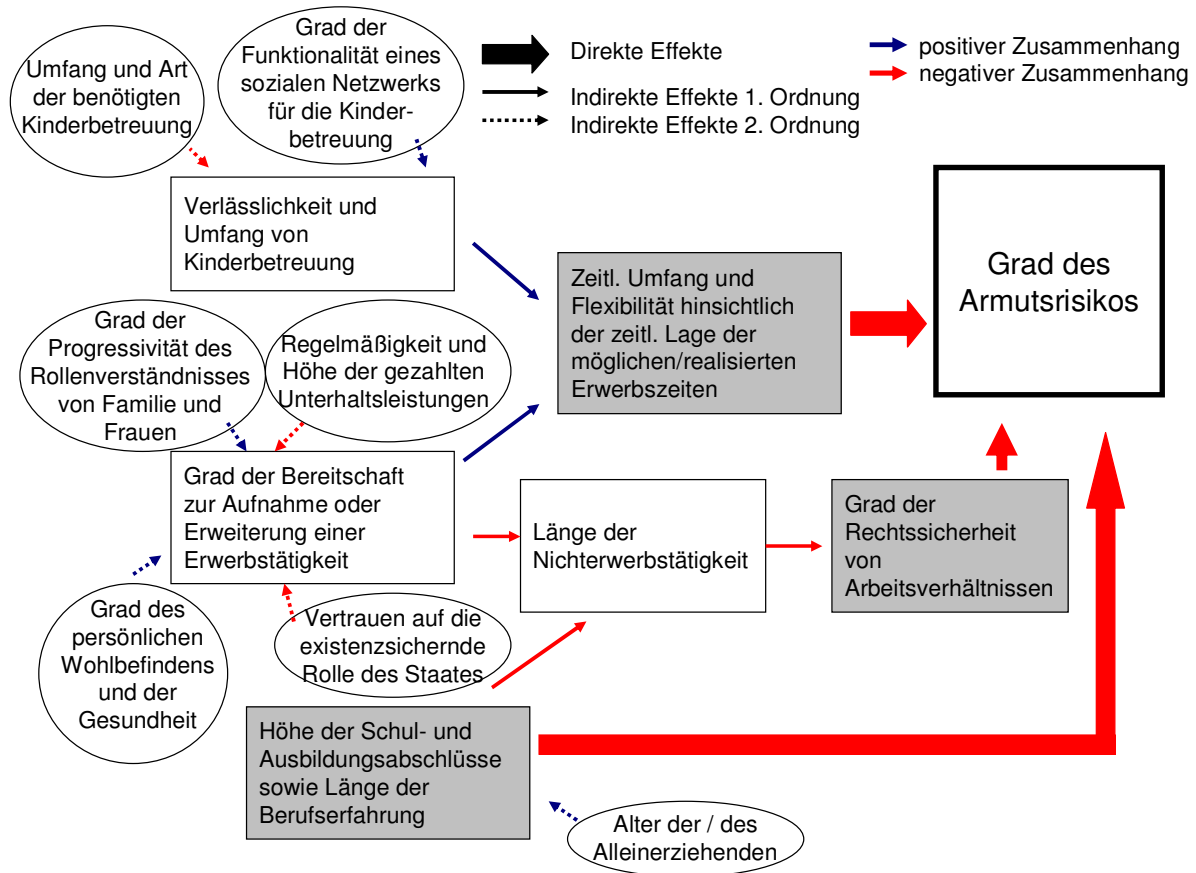 Umfang und Art
der benötigten
Kinderbetreuung
Grad der
Funktionalität eines
sozialen Netzwerks
für die Kinder-
betreuung
Direkte Effekte
Indirekte Effekte 1. Ordnung
Indirekte Effekte 2. Ordnung
positiver Zusammenhang
negativer Zusammenhang
Verlässlichkeit und
Umfang von
Kinderbetreuung
Zeitl. Umfang und
Flexibilität hinsichtlich
der zeitl. Lage der
möglichen/realisierten
Erwerbszeiten
Grad des
Armutsrisikos
Grad der
Progressivität des
Rollenverständnisses
von Familie und
Frauen
Regelmäßigkeit und
Höhe der gezahlten
Unterhaltsleistungen
Grad der Bereitschaft
zur Aufnahme oder
Erweiterung einer
Erwerbstätigkeit
Länge der
Nichterwerbstätigkeit
Grad der
Rechtssicherheit
von
Arbeitsverhältnissen
Grad des
persönlichen
Wohlbefindens
und der
Gesundheit
Vertrauen auf die
existenzsichernde
Rolle des Staates
Höhe der Schul- und
Ausbildungsabschlüsse
sowie Länge der
Berufserfahrung
Alter der / des
Alleinerziehenden